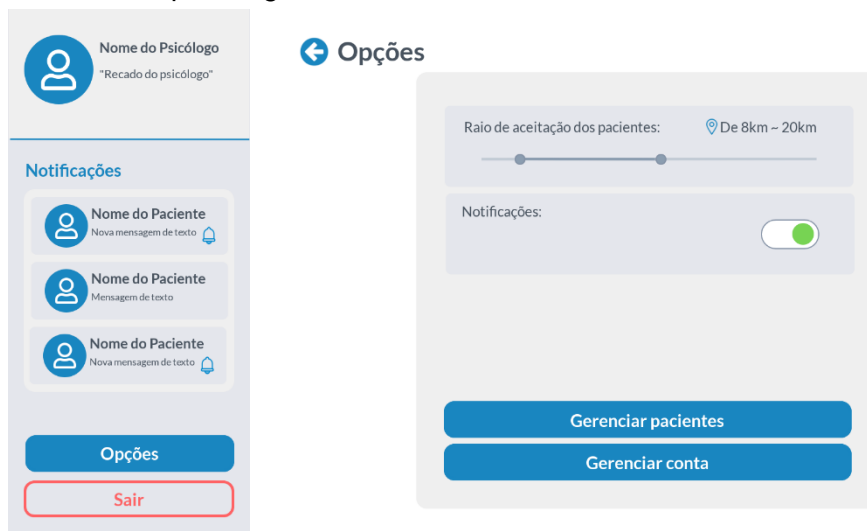 Nome do Psicólogo
"Recado do psicólogo"
Notificações
Nome do Paciente
Nova mensagem de texto
Nome do Paciente
Mensagem de texto
Nome do Paciente
Nova mensagem de texto
Opções
Sair
Opções
Raio de aceitação dos pacientes: De 8km ~ 20km
Notificações:
Gerenciar pacientes
Gerenciar conta